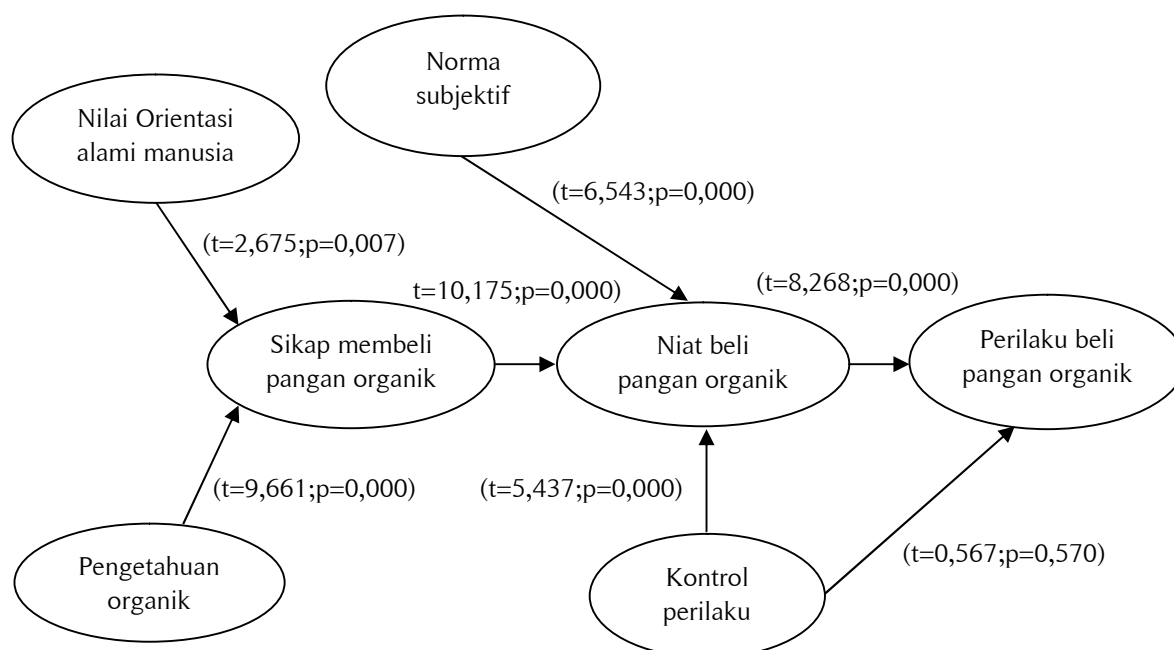 Norma
subjektif
Nilai Orientasi
alami manusia
(t=6,543;p=0,000)
(t=2,675;p=0,007)
t=10,175;p=0,000)
(t=8,268;p=0,000)
Sikap membeli
pangan organik
Niat beli
pangan organik
Perilaku beli
pangan organik
(t=9,661;p=0,000)
(t=5,437;p=0,000)
(t=0,567;p=0,570)
Pengetahuan
organik
Kontrol
perilaku